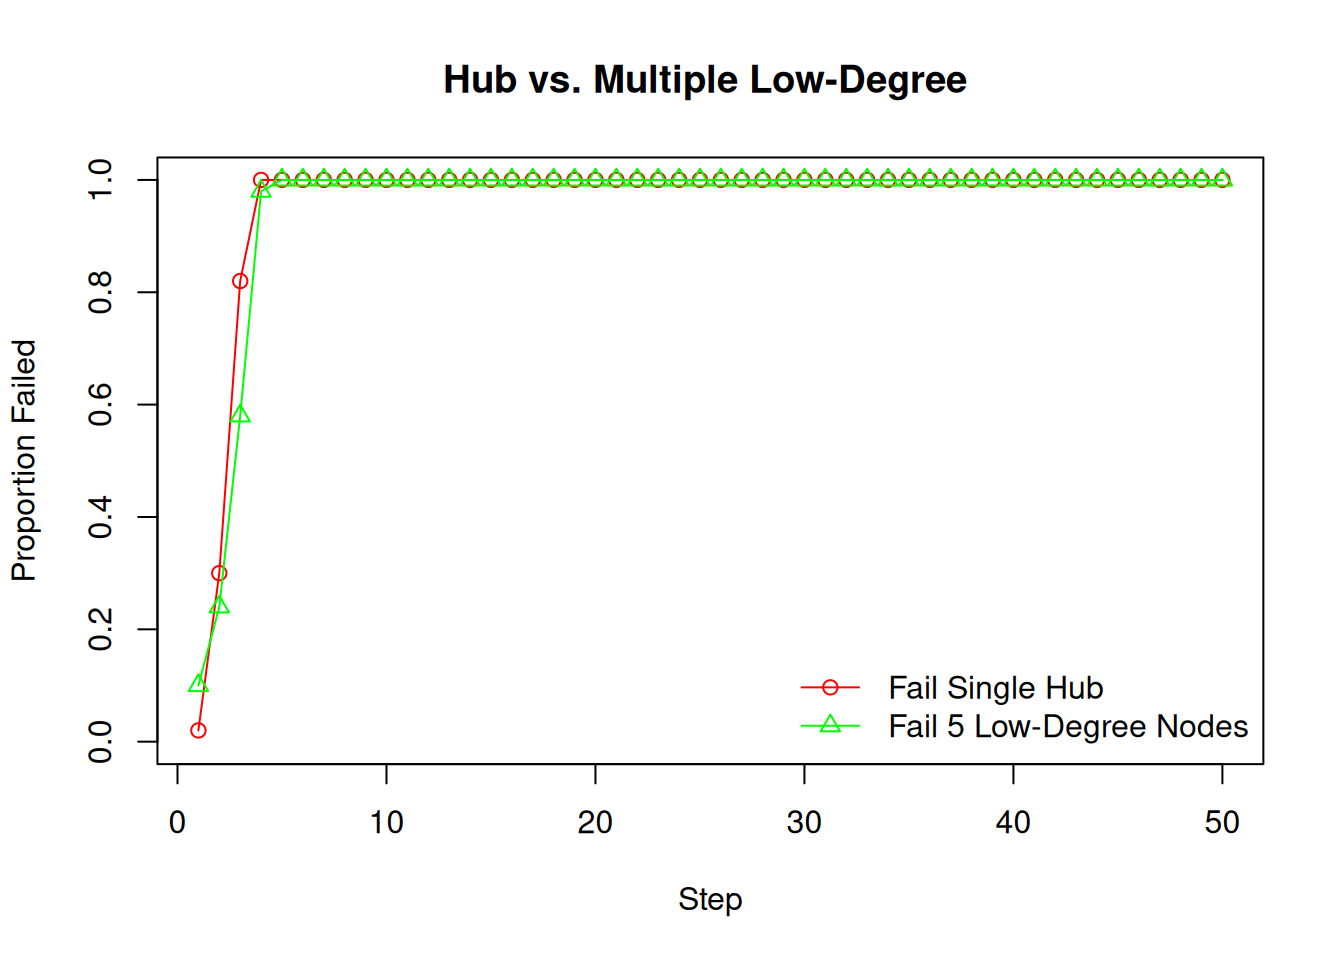 Hub vs. Multiple Low-Degree
Proportion Failed
1.0
0.8
0.6
0.4
0.2
0.0
Fail Single Hub
Fail 5 Low-Degree Nodes
0 10 20 30 40 50
Step